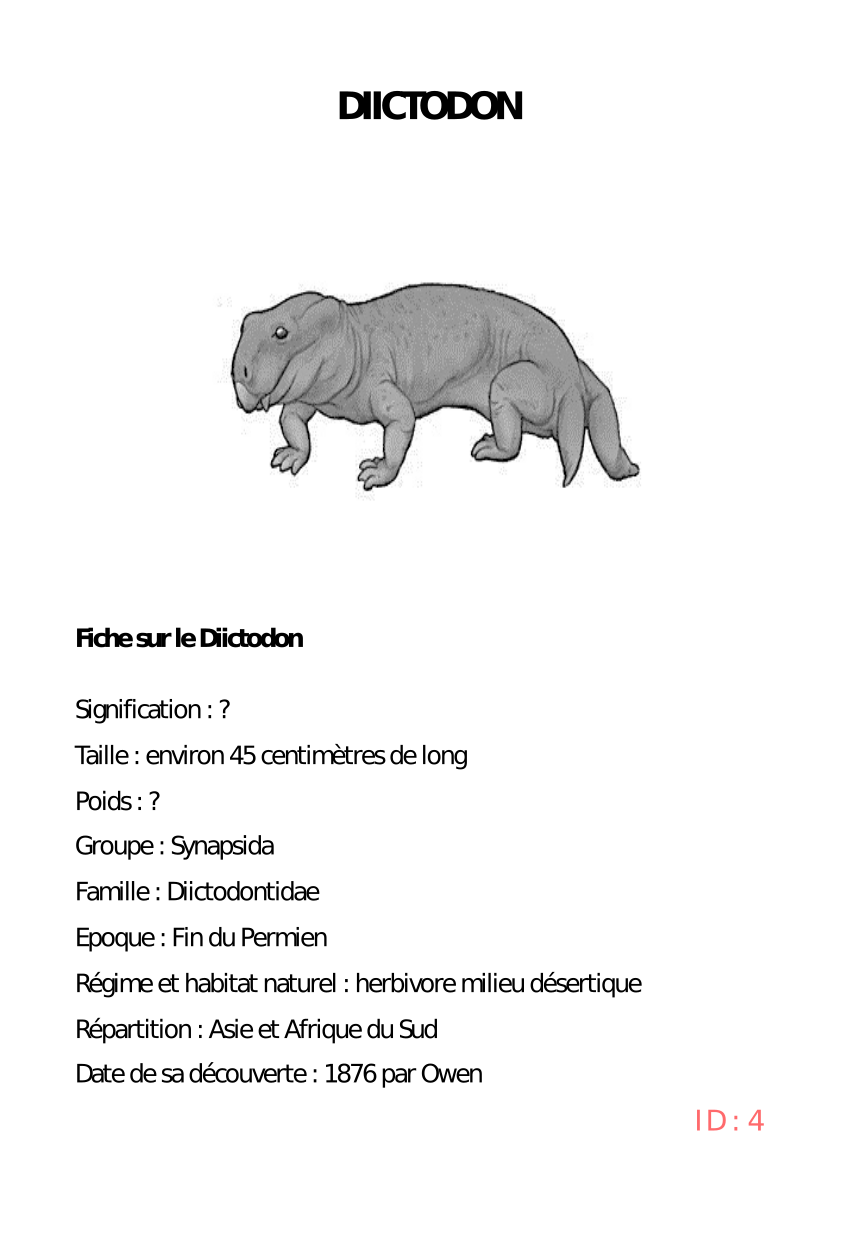 DIICTODON
Fiche sur le Diictodon
Signification : ?
Taille : environ 45 centimètres de long
Poids : ?
Groupe : Synapsida
Famille : Diictodontidae
Epoque : Fin du Permien
Régime et habitat naturel : herbivore milieu désertique
Répartition : Asie et Afrique du Sud
Date de sa découverte : 1876 par Owen
ID : 4